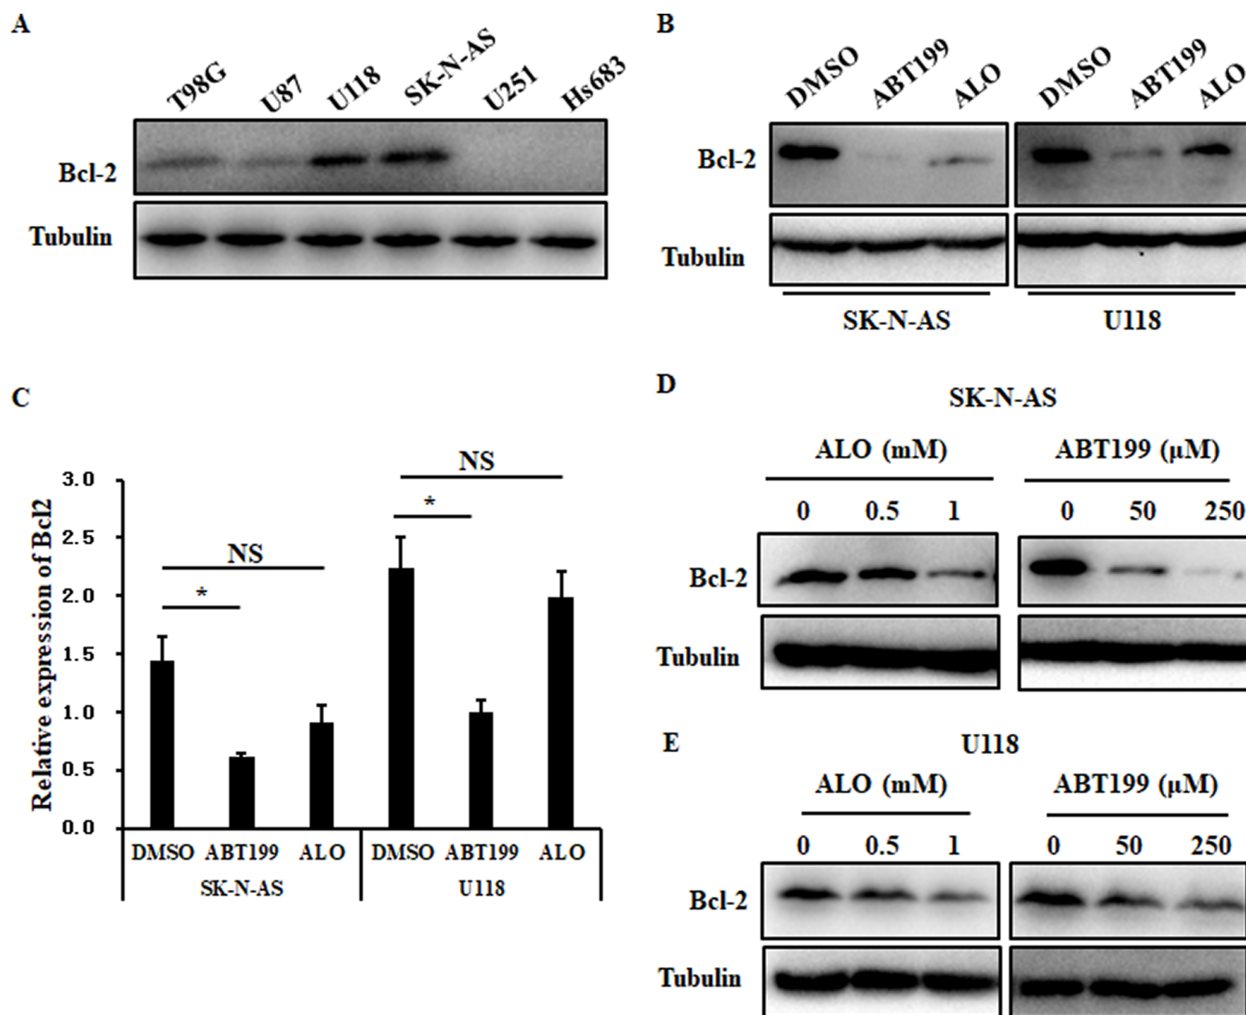 A
T98G U87 U118 SK-N-AS U251 Hs683
Bcl-2
Tubulin
B
DMSO ABT199 ALO DMSO ABT199 ALO
Bcl-2
Tubulin
SK-N-AS U118
C
Relative expression of Bcl2
3.0
2.5
2.0
1.5
1.0
0.5
0.0
NS
*
NS
*
DMSO ABT199 ALO DMSO ABT199 ALO
SK-N-AS U118
D
SK-N-AS
ALO (mM) ABT199 (μM)
0 0.5 1 0 50 250
Bcl-2
Tubulin
E
U118
ALO (mM) ABT199 (μM)
0 0.5 1 0 50 250
Bcl-2
Tubulin